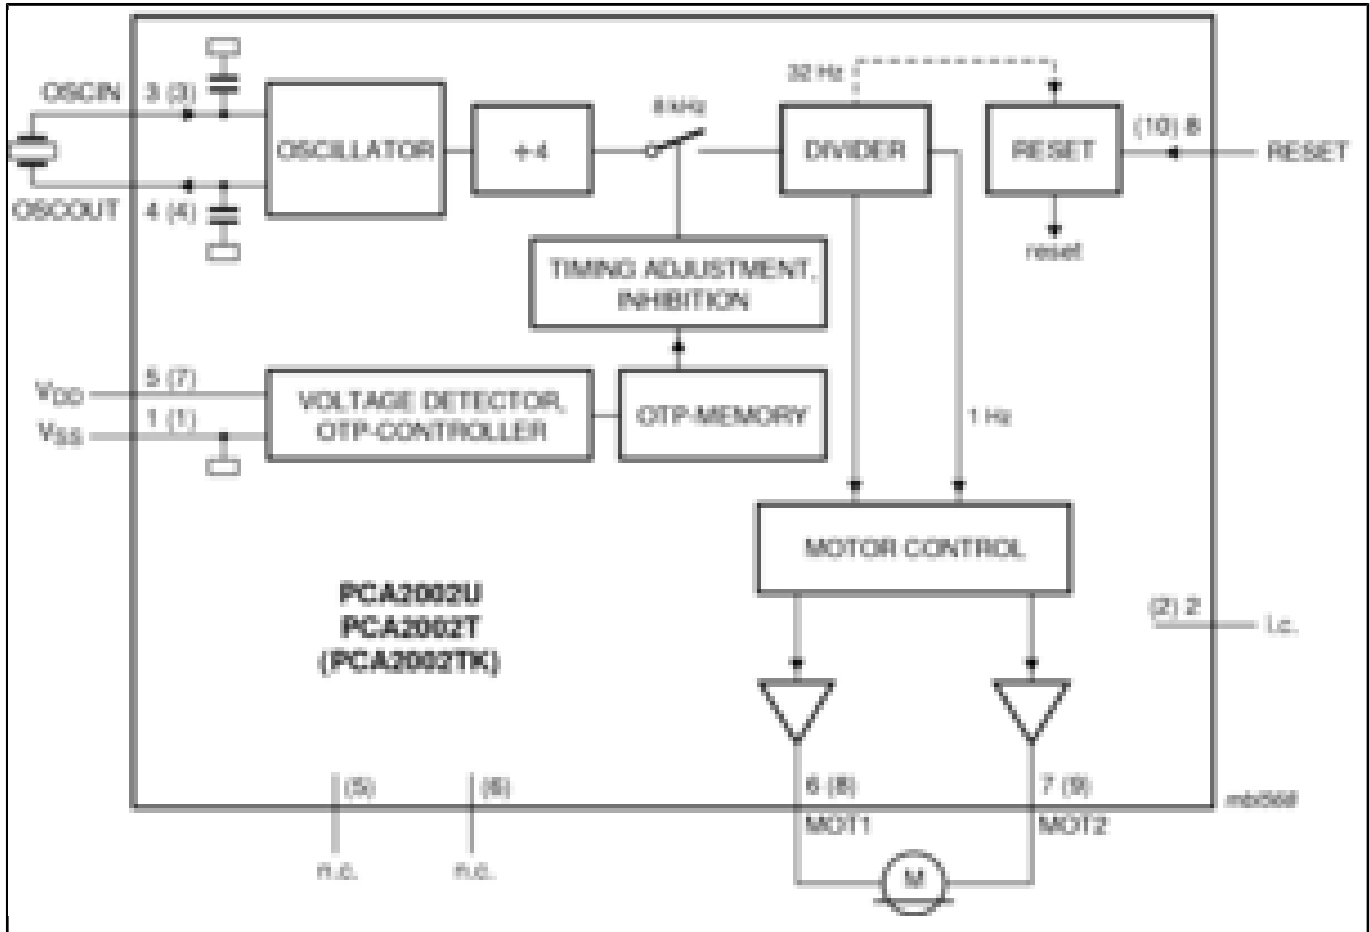 32 Hz
OSCIN
3 (3)
8 kHz
(10) 8
OSCILLATOR
÷4
DIVIDER
RESET
RESET
OSCOUT
4 (4)
reset
TIMING ADJUSTMENT,
INHIBITION
VDD
5 (7)
VSS
1 (1)
VOLTAGE DETECTOR,
OTP-CONTROLLER
OTP-MEMORY
1 Hz
MOTOR CONTROL
PCA2002U
PCA2002T
(PCA2002TK)
(2) 2
i.c.
(5)
(6)
6 (8)
7 (9)
MOT1
MOT2
n.c.
n.c.
M